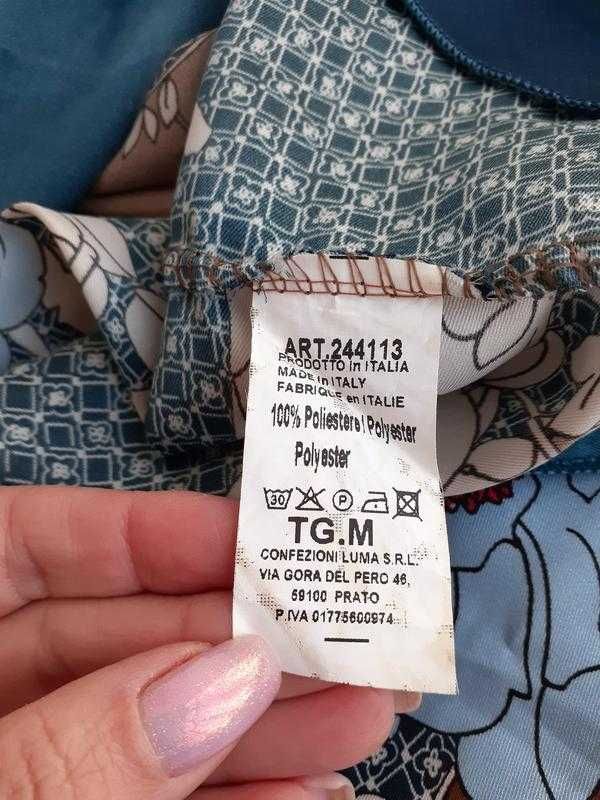 ART.244113
PRODOTTO in ITALIA
MADE in ITALY
FABRIQUE en ITALIE
100% Poliestere | Polyester
Polyester
30 P
TG.M
CONFEZIONI LUMA S.R.L.
VIA GORA DEL PERO 46,
59100 PRATO
P.IVA 01775600974